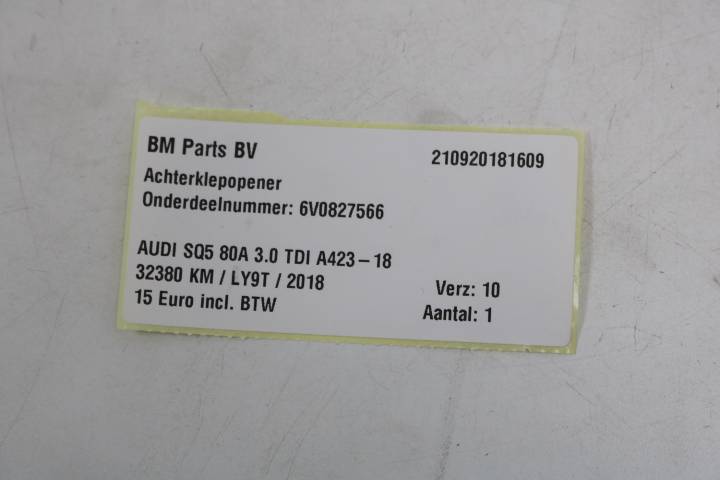 BM Parts BV 210920181609
Achterklepopener
Onderdeelnummer: 6V0827566
AUDI SQ5 80A 3.0 TDI A423-18
32380 KM / LY9T / 2018 Verz: 10
15 Euro incl. BTW Aantal: 1